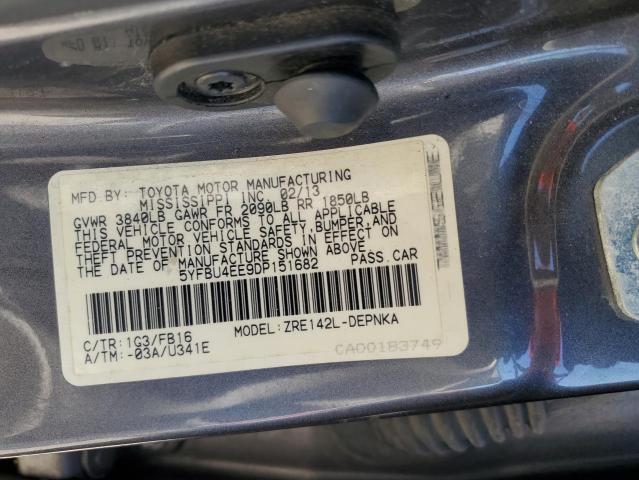 MFD.BY: TOYOTA MOTOR MANUFACTURING
MISSISSIPPI INC. 02/13
GVWR 3840LB GAWR FR 2090LB RR 1850LB
THIS VEHICLE CONFORMS TO ALL APPLICABLE
FEDERAL MOTOR VEHICLE SAFETY,BUMPER,AND
THEFT PREVENTION STANDARDS IN EFFECT ON
THE DATE OF MANUFACTURE SHOWN ABOVE.
5YFBU4EE9DP151682 PASS.CAR
C/TR:1G3/FB16 MODEL:ZRE142L-DEPNKA
A/TM:-03A/U341E
CA00183749